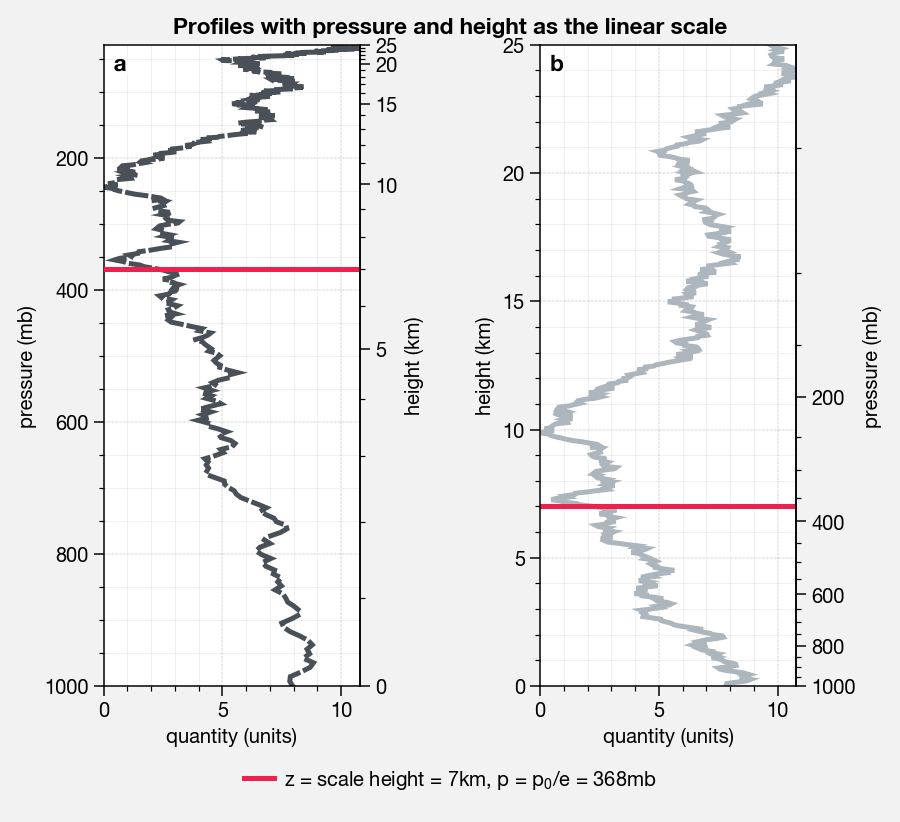 Profiles with pressure and height as the linear scale
a
b
200
400
600
800
1000
pressure (mb)
25
20
15
10
5
0
height (km)
0
5
10
quantity (units)
25
20
15
10
5
0
height (km)
200
400
600
800
1000
pressure (mb)
0
5
10
quantity (units)
z = scale height = 7km, p = p₀/e = 368mb